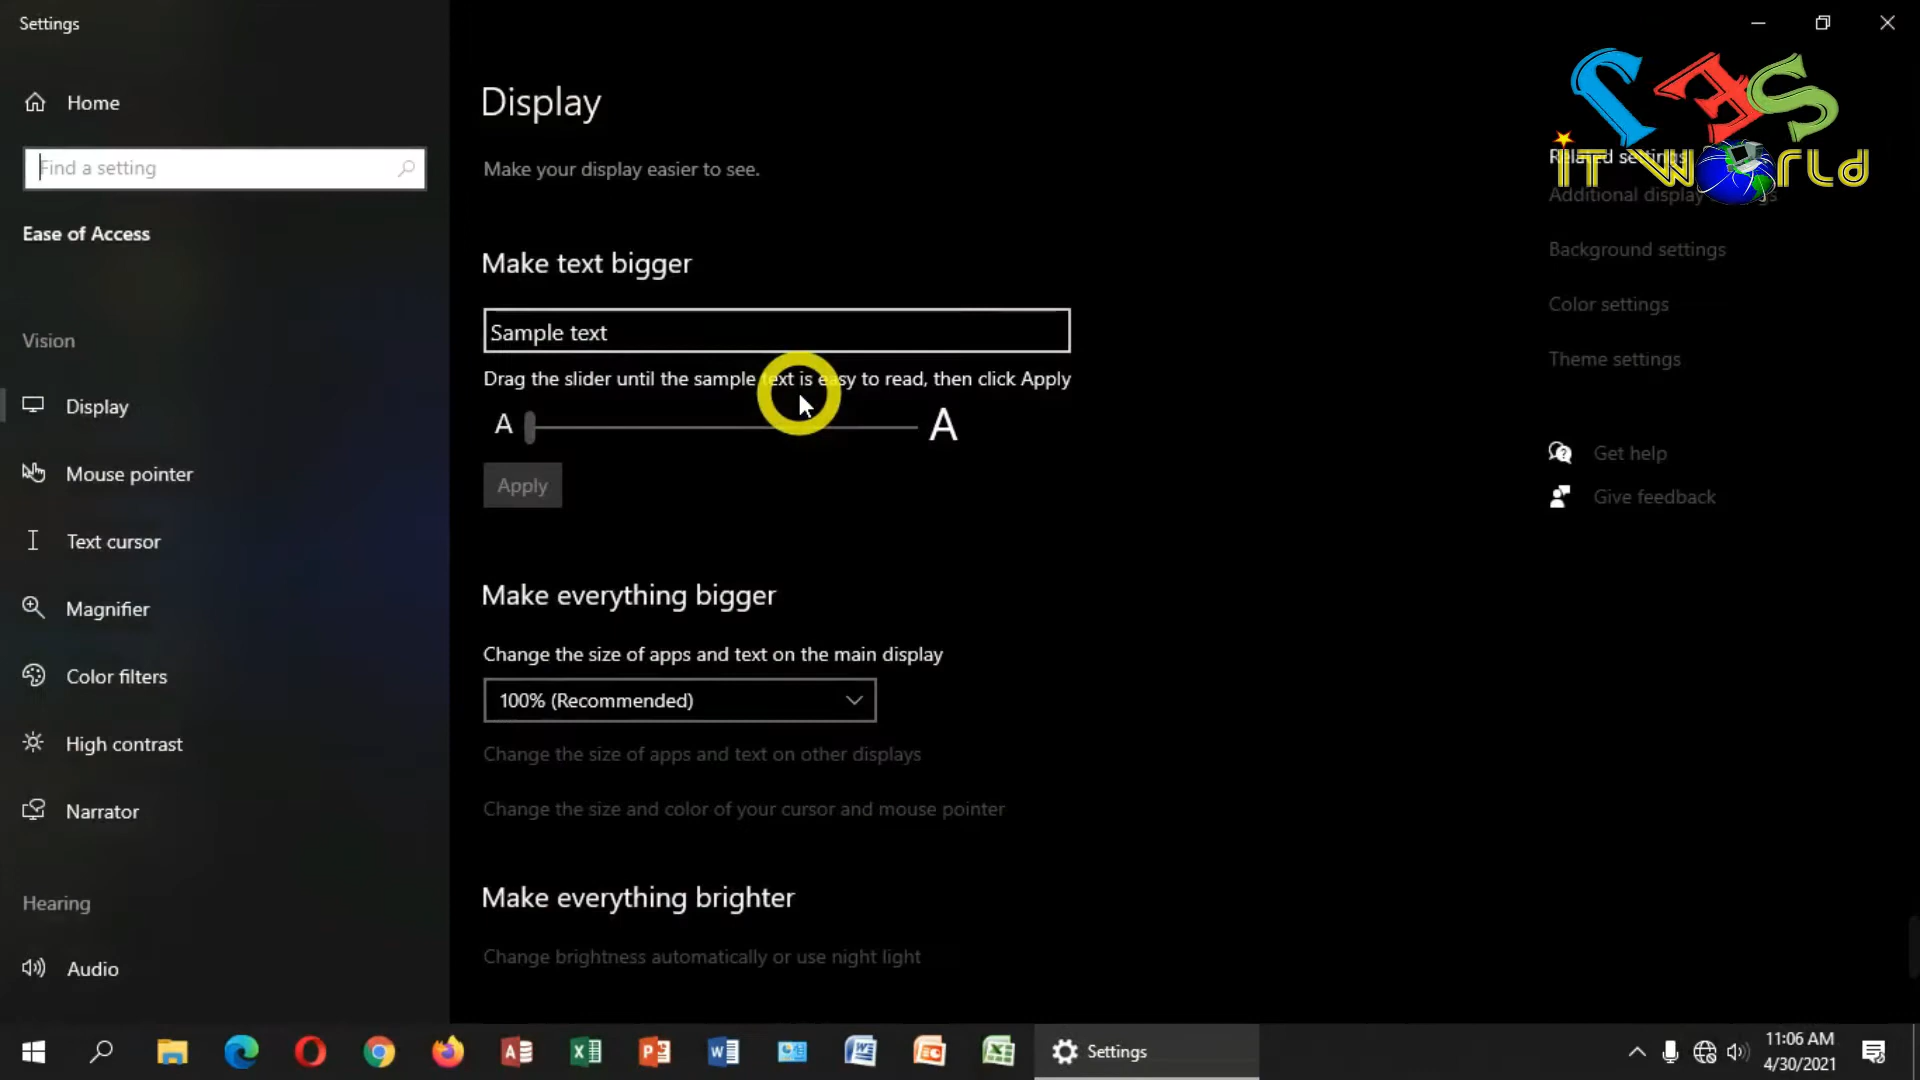 Settings
Home
Find a setting
Ease of Access
Vision
Display
Mouse pointer
Text cursor
Magnifier
Color filters
High contrast
Narrator
Hearing
Audio
Display
Make your display easier to see.
Make text bigger
Sample text
Drag the slider until the sample text is easy to read, then click Apply
A A
Apply
Make everything bigger
Change the size of apps and text on the main display
100% (Recommended)
Change the size of apps and text on other displays
Change the size and color of your cursor and mouse pointer
Make everything brighter
Change brightness automatically or use night light
IT WORLD
Related settings
Additional display settings
Background settings
Color settings
Theme settings
Get help
Give feedback
Settings
11:06 AM
4/30/2021